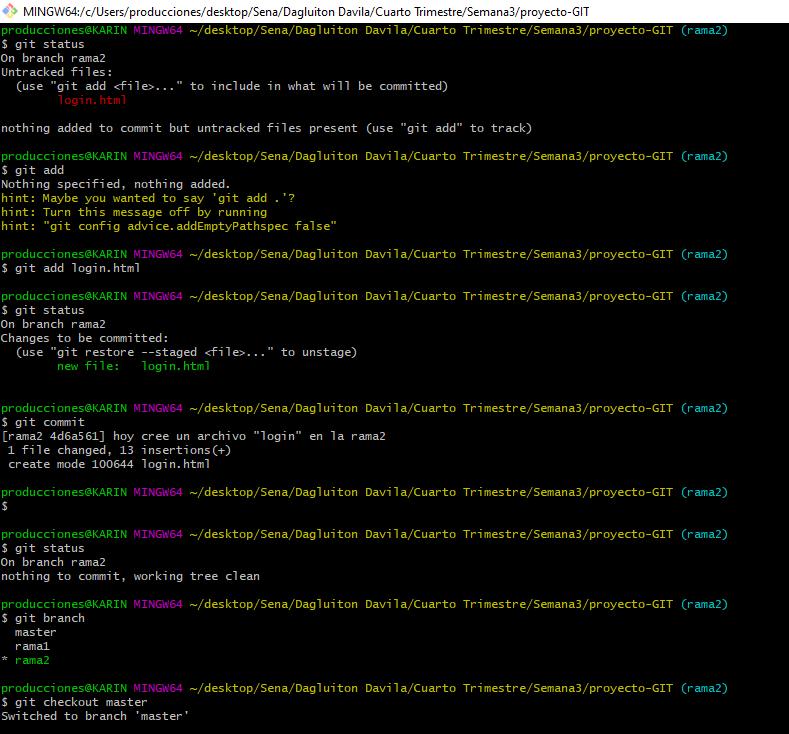 MINGW64:/c/Users/producciones/desktop/Sena/Dagluiton Davila/Cuarto Trimestre/Semana3/proyecto-GIT
producciones@KARIN MINGW64 ~/desktop/Sena/Dagluiton Davila/Cuarto Trimestre/Semana3/proyecto-GIT (rama2)
$ git status
On branch rama2
Untracked files:
  (use "git add <file>..." to include in what will be committed)
        login.html

nothing added to commit but untracked files present (use "git add" to track)

producciones@KARIN MINGW64 ~/desktop/Sena/Dagluiton Davila/Cuarto Trimestre/Semana3/proyecto-GIT (rama2)
$ git add
Nothing specified, nothing added.
hint: Maybe you wanted to say 'git add .'?
hint: Turn this message off by running
hint: "git config advice.addEmptyPathspec false"

producciones@KARIN MINGW64 ~/desktop/Sena/Dagluiton Davila/Cuarto Trimestre/Semana3/proyecto-GIT (rama2)
$ git add login.html

producciones@KARIN MINGW64 ~/desktop/Sena/Dagluiton Davila/Cuarto Trimestre/Semana3/proyecto-GIT (rama2)
$ git status
On branch rama2
Changes to be committed:
  (use "git restore --staged <file>..." to unstage)
        new file:   login.html


producciones@KARIN MINGW64 ~/desktop/Sena/Dagluiton Davila/Cuarto Trimestre/Semana3/proyecto-GIT (rama2)
$ git commit
[rama2 4d6a561] hoy cree un archivo "login" en la rama2
 1 file changed, 13 insertions(+)
 create mode 100644 login.html

producciones@KARIN MINGW64 ~/desktop/Sena/Dagluiton Davila/Cuarto Trimestre/Semana3/proyecto-GIT (rama2)
$

producciones@KARIN MINGW64 ~/desktop/Sena/Dagluiton Davila/Cuarto Trimestre/Semana3/proyecto-GIT (rama2)
$ git status
On branch rama2
nothing to commit, working tree clean

producciones@KARIN MINGW64 ~/desktop/Sena/Dagluiton Davila/Cuarto Trimestre/Semana3/proyecto-GIT (rama2)
$ git branch
  master
  rama1
* rama2

producciones@KARIN MINGW64 ~/desktop/Sena/Dagluiton Davila/Cuarto Trimestre/Semana3/proyecto-GIT (rama2)
$ git checkout master
Switched to branch 'master'